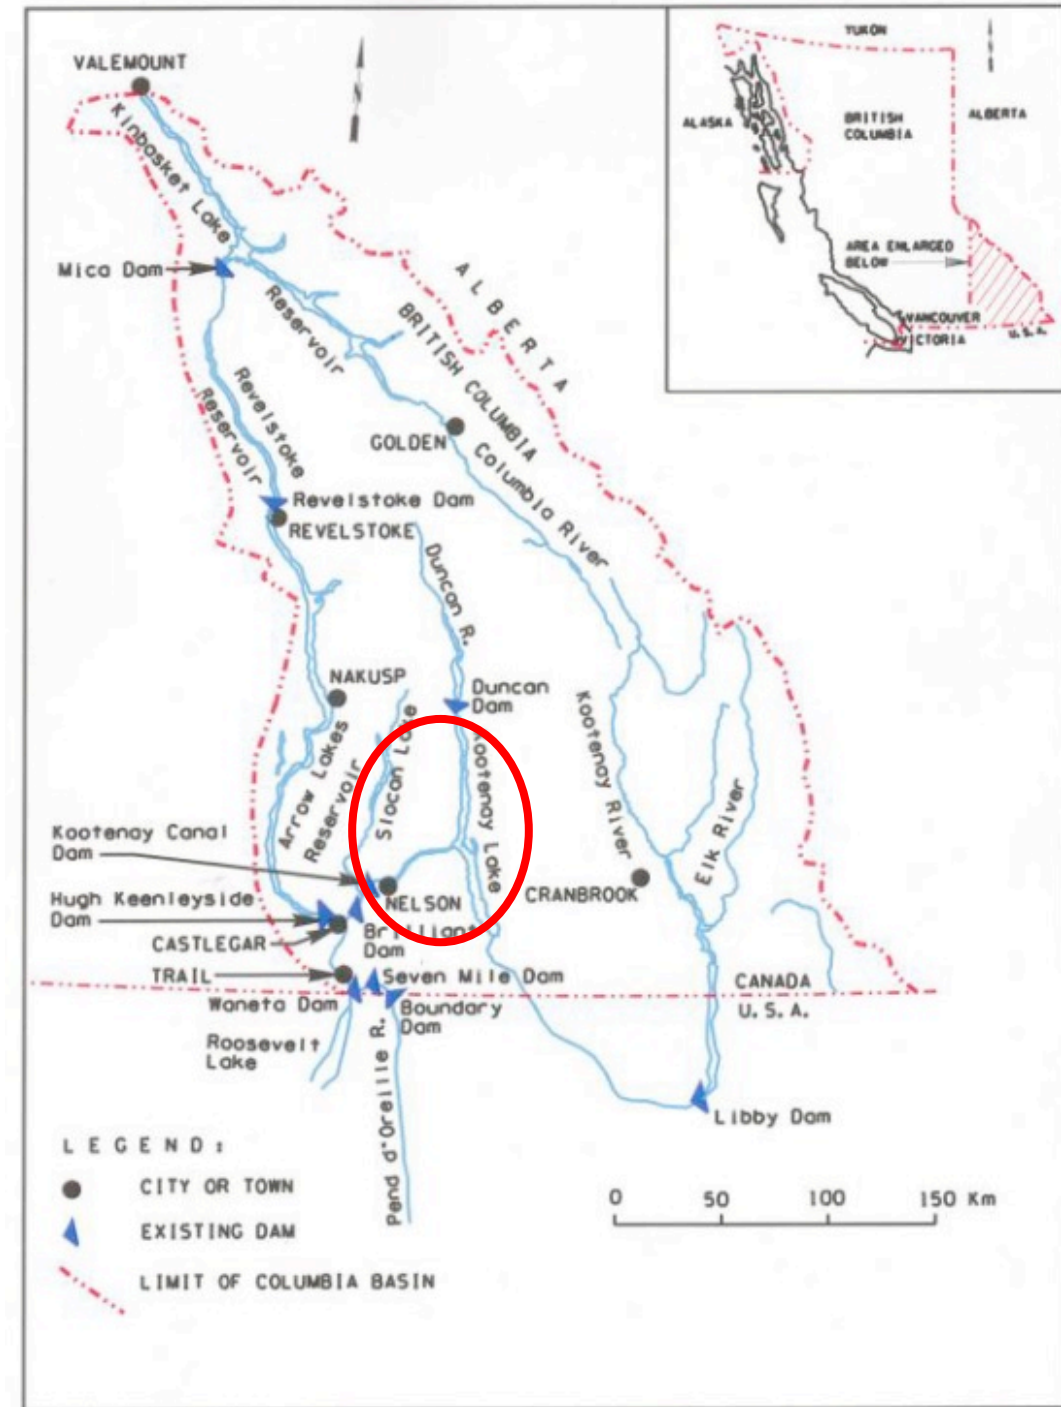 VALEMOUNT
Kinbasket Lake
Reservoir
Mica Dam
ALBERTA
BRITISH COLUMBIA
Revelstoke
Reservoir
GOLDEN
Columbia River
Revelstoke Dam
REVELSTOKE
Duncan R.
NAKUSP
Duncan
Dam
Arrow Lakes
Reservoir
Slocan Lake
Kootenay Lake
Kootenay River
Elk River
Kootenay Canal
Dam
NELSON
CRANBROOK
Hugh Keenleyside
Dam
Brilliant
Dam
CASTLEGAR
TRAIL
Seven Mile Dam
CANADA
U.S.A.
Waneta Dam
Boundary
Dam
Roosevelt
Lake
Pend d'Oreille R.
Libby Dam
LEGEND:
CITY OR TOWN
EXISTING DAM
LIMIT OF COLUMBIA BASIN
0 50 100 150 Km
YUKON
ALASKA
BRITISH
COLUMBIA
ALBERTA
AREA ENLARGED
BELOW
VANCOUVER
VICTORIA
U.S.A.